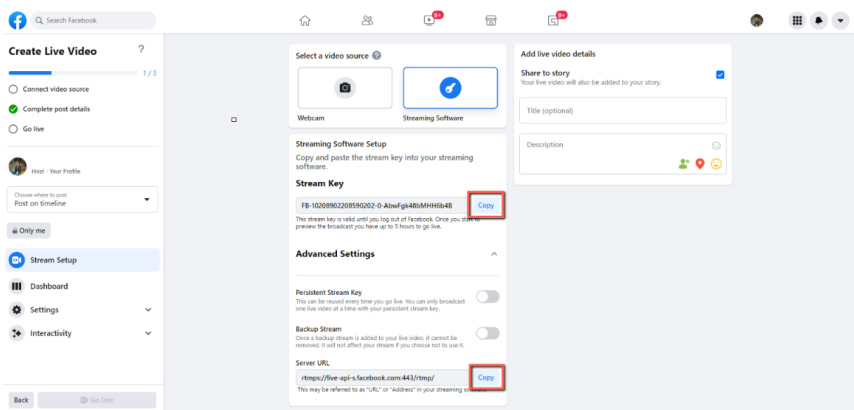 Search Facebook
9+
9+
Create Live Video
?
1 / 3
Connect video source
Complete post details
Go live
Host · Your Profile
Choose where to post
Post on timeline
Only me
Stream Setup
Dashboard
Settings
Interactivity
Back
Go Live
Select a video source
Webcam
Streaming Software
Streaming Software Setup
Copy and paste the stream key into your streaming
software.
Stream Key
FB-10208902208590202-0-AbwFgk4BbMHH6b4B
Copy
This stream key is valid until you log out of Facebook. Once you start to
preview the broadcast you have up to 5 hours to go live.
Advanced Settings
Persistent Stream Key
This can be reused every time you go live. You can only broadcast
one live video at a time with your persistent stream key.
Backup Stream
Once a backup stream is added to your live video, it cannot be
removed. It will not affect your stream if you choose not to use it.
Server URL
rtmps://live-api-s.facebook.com:443/rtmp/
Copy
This may be referred to as "URL" or "Address" in your streaming software.
Add live video details
Share to story
Your live video will also be added to your story.
Title (optional)
Description